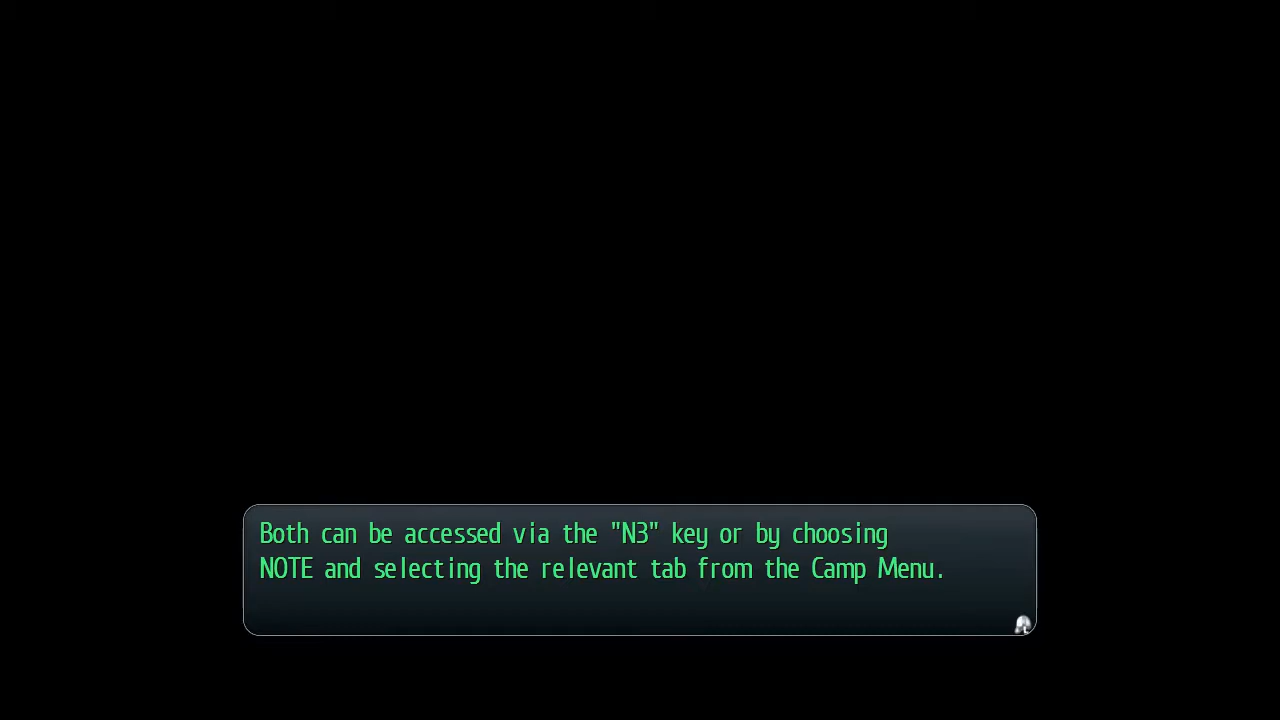 Both can be accessed via the "N3" key or by choosing
NOTE and selecting the relevant tab from the Camp Menu.